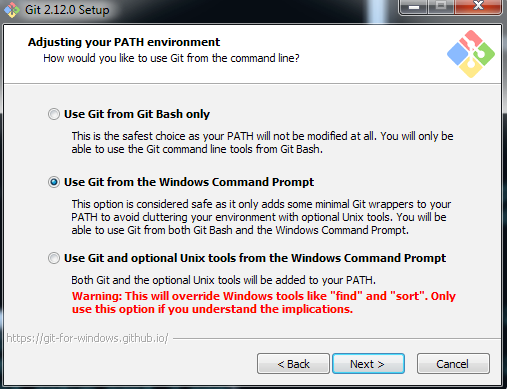 Git 2.12.0 Setup
Adjusting your PATH environment
How would you like to use Git from the command line?
Use Git from Git Bash only
This is the safest choice as your PATH will not be modified at all. You will only be
able to use the Git command line tools from Git Bash.
Use Git from the Windows Command Prompt
This option is considered safe as it only adds some minimal Git wrappers to your
PATH to avoid cluttering your environment with optional Unix tools. You will be
able to use Git from both Git Bash and the Windows Command Prompt.
Use Git and optional Unix tools from the Windows Command Prompt
Both Git and the optional Unix tools will be added to your PATH.
Warning: This will override Windows tools like "find" and "sort". Only
use this option if you understand the implications.
https://git-for-windows.github.io/
< Back
Next >
Cancel